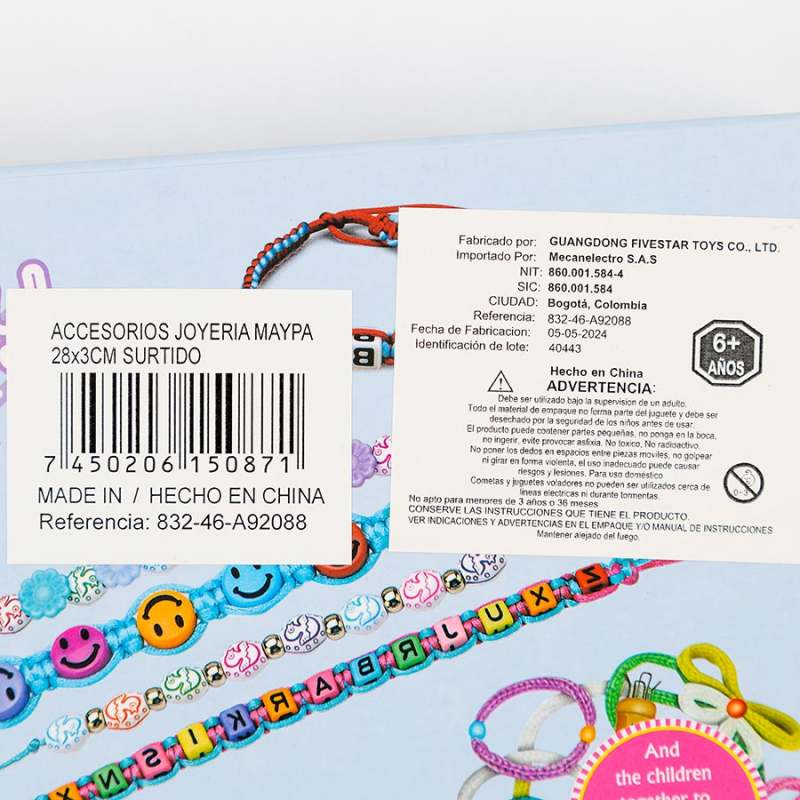 ACCESORIOS JOYERIA MAYPA
28x3CM SURTIDO
7 450206 150871
MADE IN / HECHO EN CHINA
Referencia: 832-46-A92088
Fabricado por: GUANGDONG FIVESTAR TOYS CO., LTD.
Importado Por: Mecanelectro S.A.S
NIT: 860.001.584-4
SIC: 860.001.584
CIUDAD: Bogotá, Colombia
Referencia: 832-46-A92088
Fecha de Fabricacion: 05-05-2024
Identificación de lote: 40443
6+
AÑOS
Hecho en China
ADVERTENCIA:
Debe ser utilizado bajo la supervision de un adulto.
Todo el material de empaque no forma parte del juguete y debe ser
desechado por la seguridad de los niños antes de usar.
El producto puede contener partes pequeñas, no ponga en la boca,
no ingerir, evite provocar asfixia. No toxico, No radioactivo.
No poner los dedos en espacios entre piezas moviles, no golpear
ni girar en forma violenta, el uso inadecuado puede causar
riesgos y lesiones. Para uso doméstico
Cometas y juguetes voladores no pueden ser utilizados cerca de
lineas electricas ni durante tormentas.
No apto para menores de 3 años o 36 meses
CONSERVE LAS INSTRUCCIONES QUE TIENE EL PRODUCTO.
VER INDICACIONES Y ADVERTENCIAS EN EL EMPAQUE Y/O MANUAL DE INSTRUCCIONES
Mantener alejado del fuego.
0-3
B
X N S I K R A B R L U X S Z
And
the children
together to